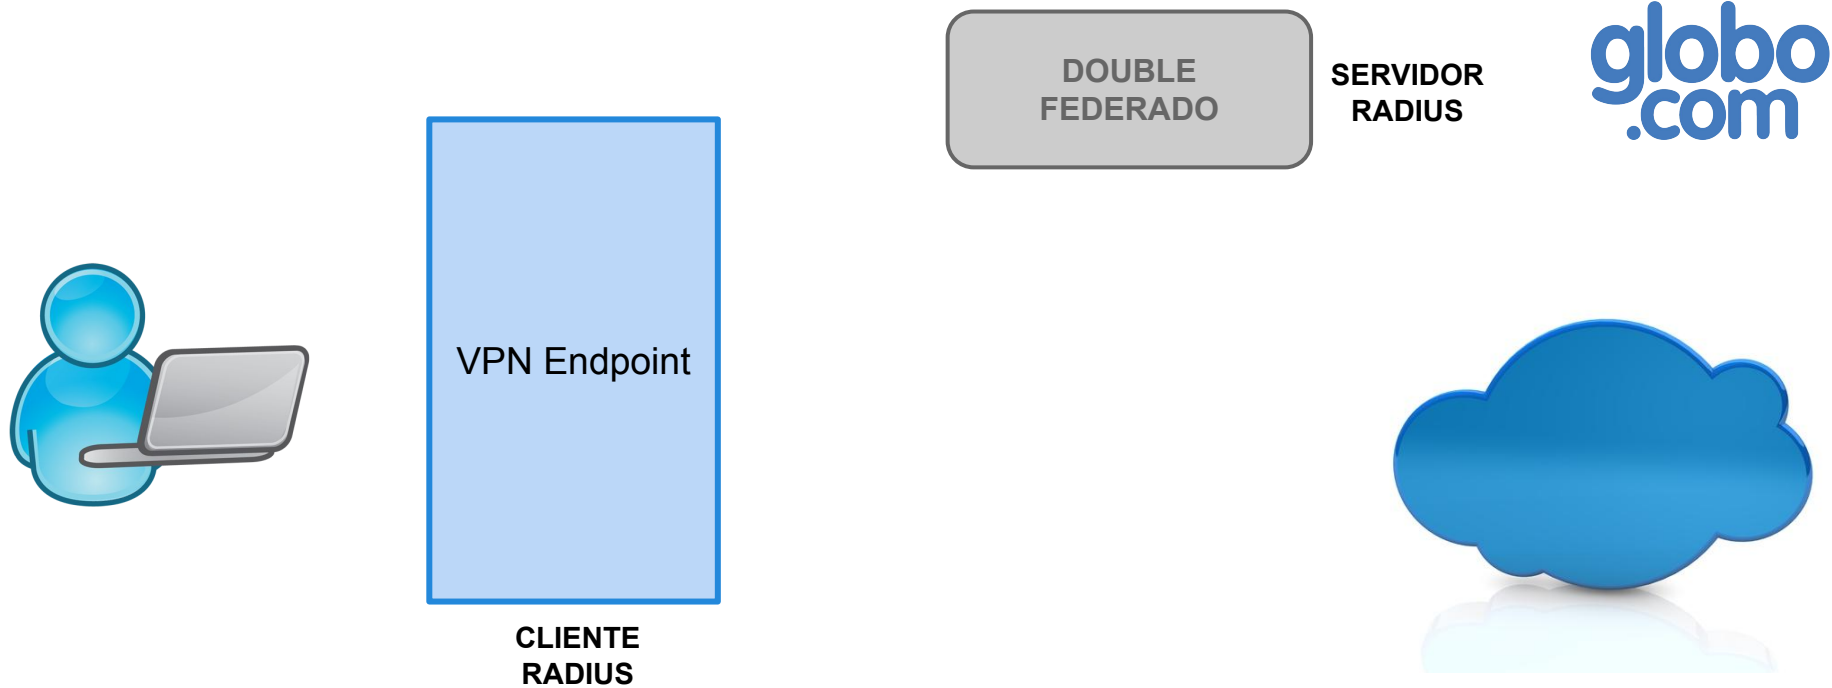 DOUBLE
FEDERADO
SERVIDOR
RADIUS
globo
.com
VPN Endpoint
CLIENTE
RADIUS